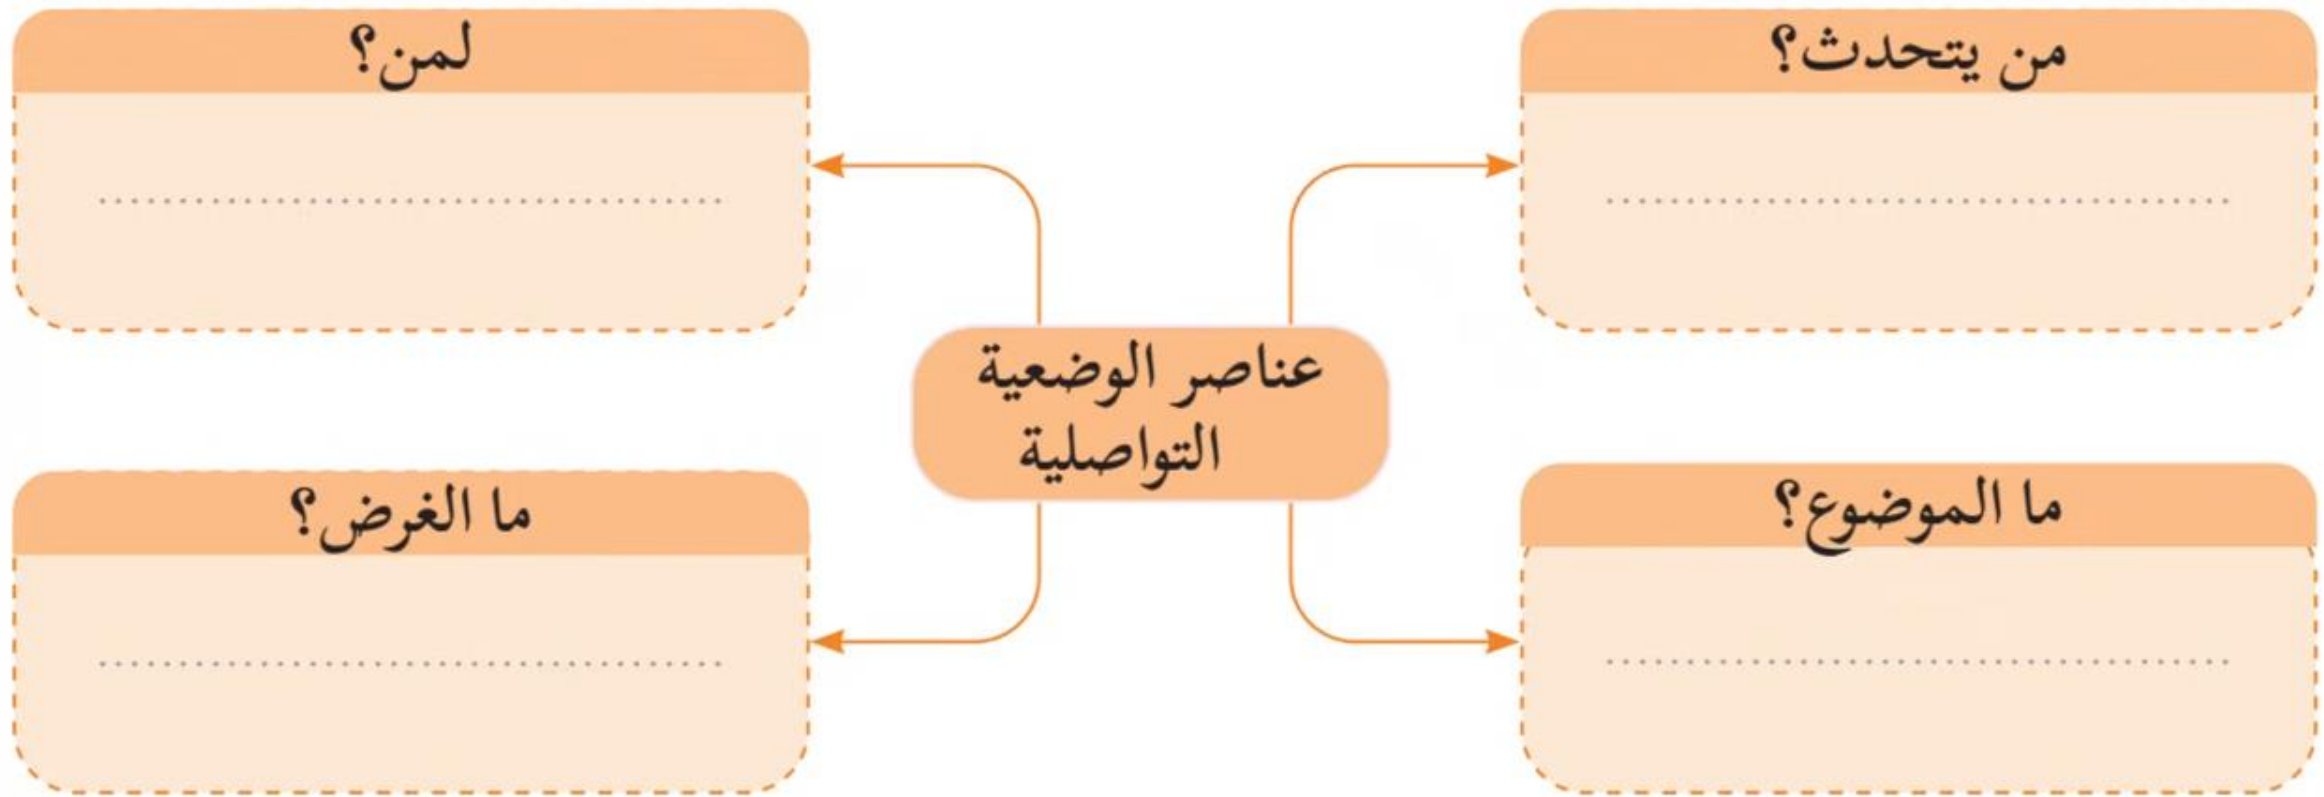 من يتحدث؟
لمن؟
عناصر الوضعية
التواصلية
ما الموضوع؟
ما الغرض؟